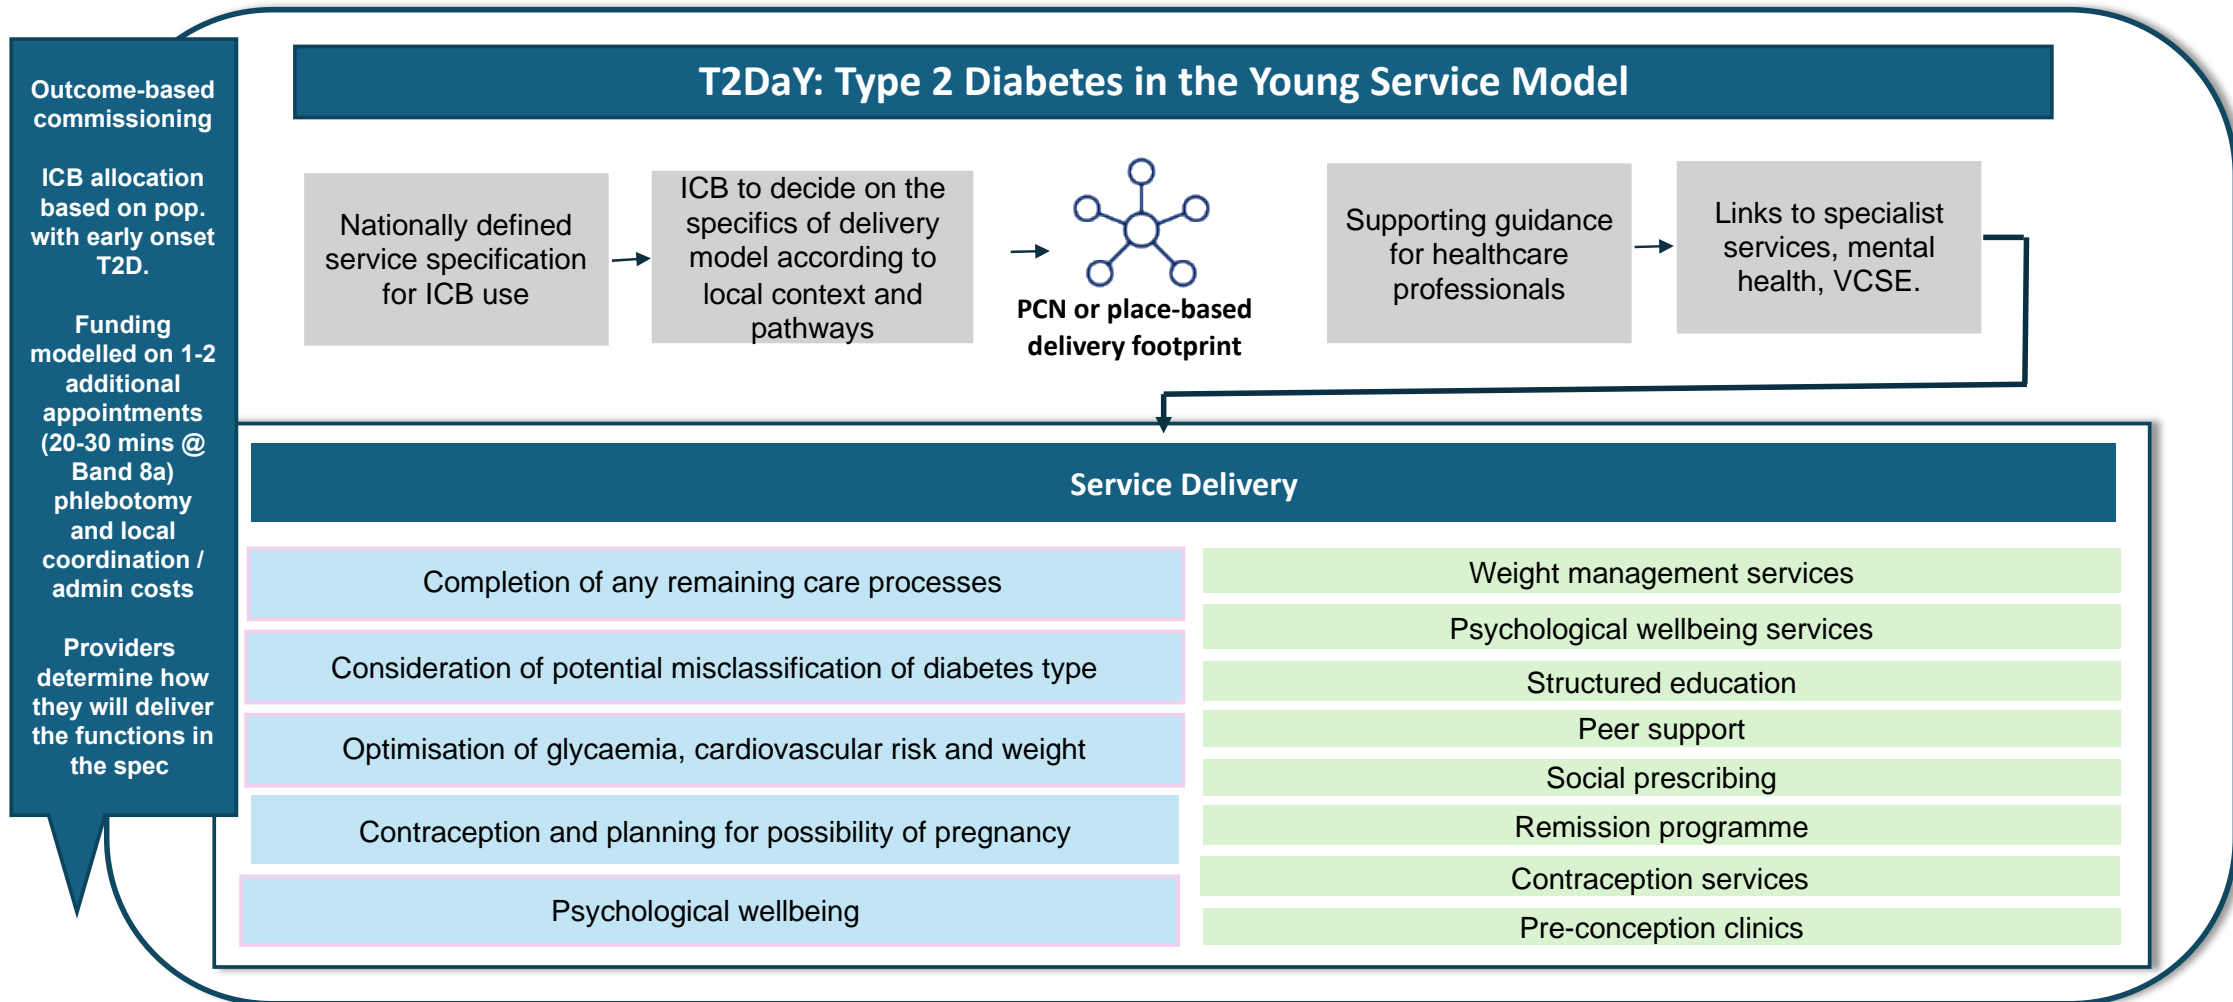 Outcome-based
commissioning
ICB allocation
based on pop.
with early onset
T2D.
Funding
modelled on 1-2
additional
appointments
(20-30 mins @
Band 8a)
phlebotomy
and local
coordination /
admin costs
Providers
determine how
they will deliver
the functions in
the spec
T2DaY: Type 2 Diabetes in the Young Service Model
Nationally defined
service specification
for ICB use
ICB to decide on the
specifics of delivery
model according to
local context and
pathways
PCN or place-based
delivery footprint
Supporting guidance
for healthcare
professionals
Links to specialist
services, mental
health, VCSE.
Service Delivery
Completion of any remaining care processes
Consideration of potential misclassification of diabetes type
Optimisation of glycaemia, cardiovascular risk and weight
Contraception and planning for possibility of pregnancy
Psychological wellbeing
Weight management services
Psychological wellbeing services
Structured education
Peer support
Social prescribing
Remission programme
Contraception services
Pre-conception clinics